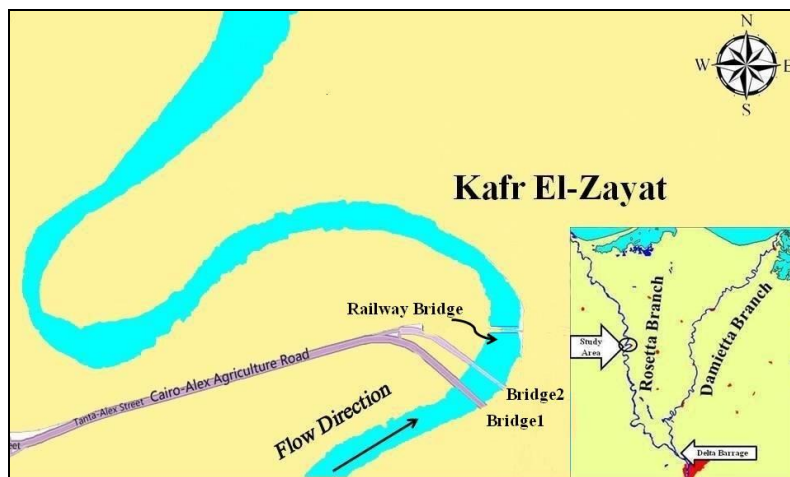 N
W
E
S
Kafr El-Zayat
Railway Bridge
Tanta-Alex Street
Cairo-Alex Agriculture Road
Bridge2
Bridge1
Flow Direction
Rosetta Branch
Damietta Branch
Study
Area
Delta Barrage